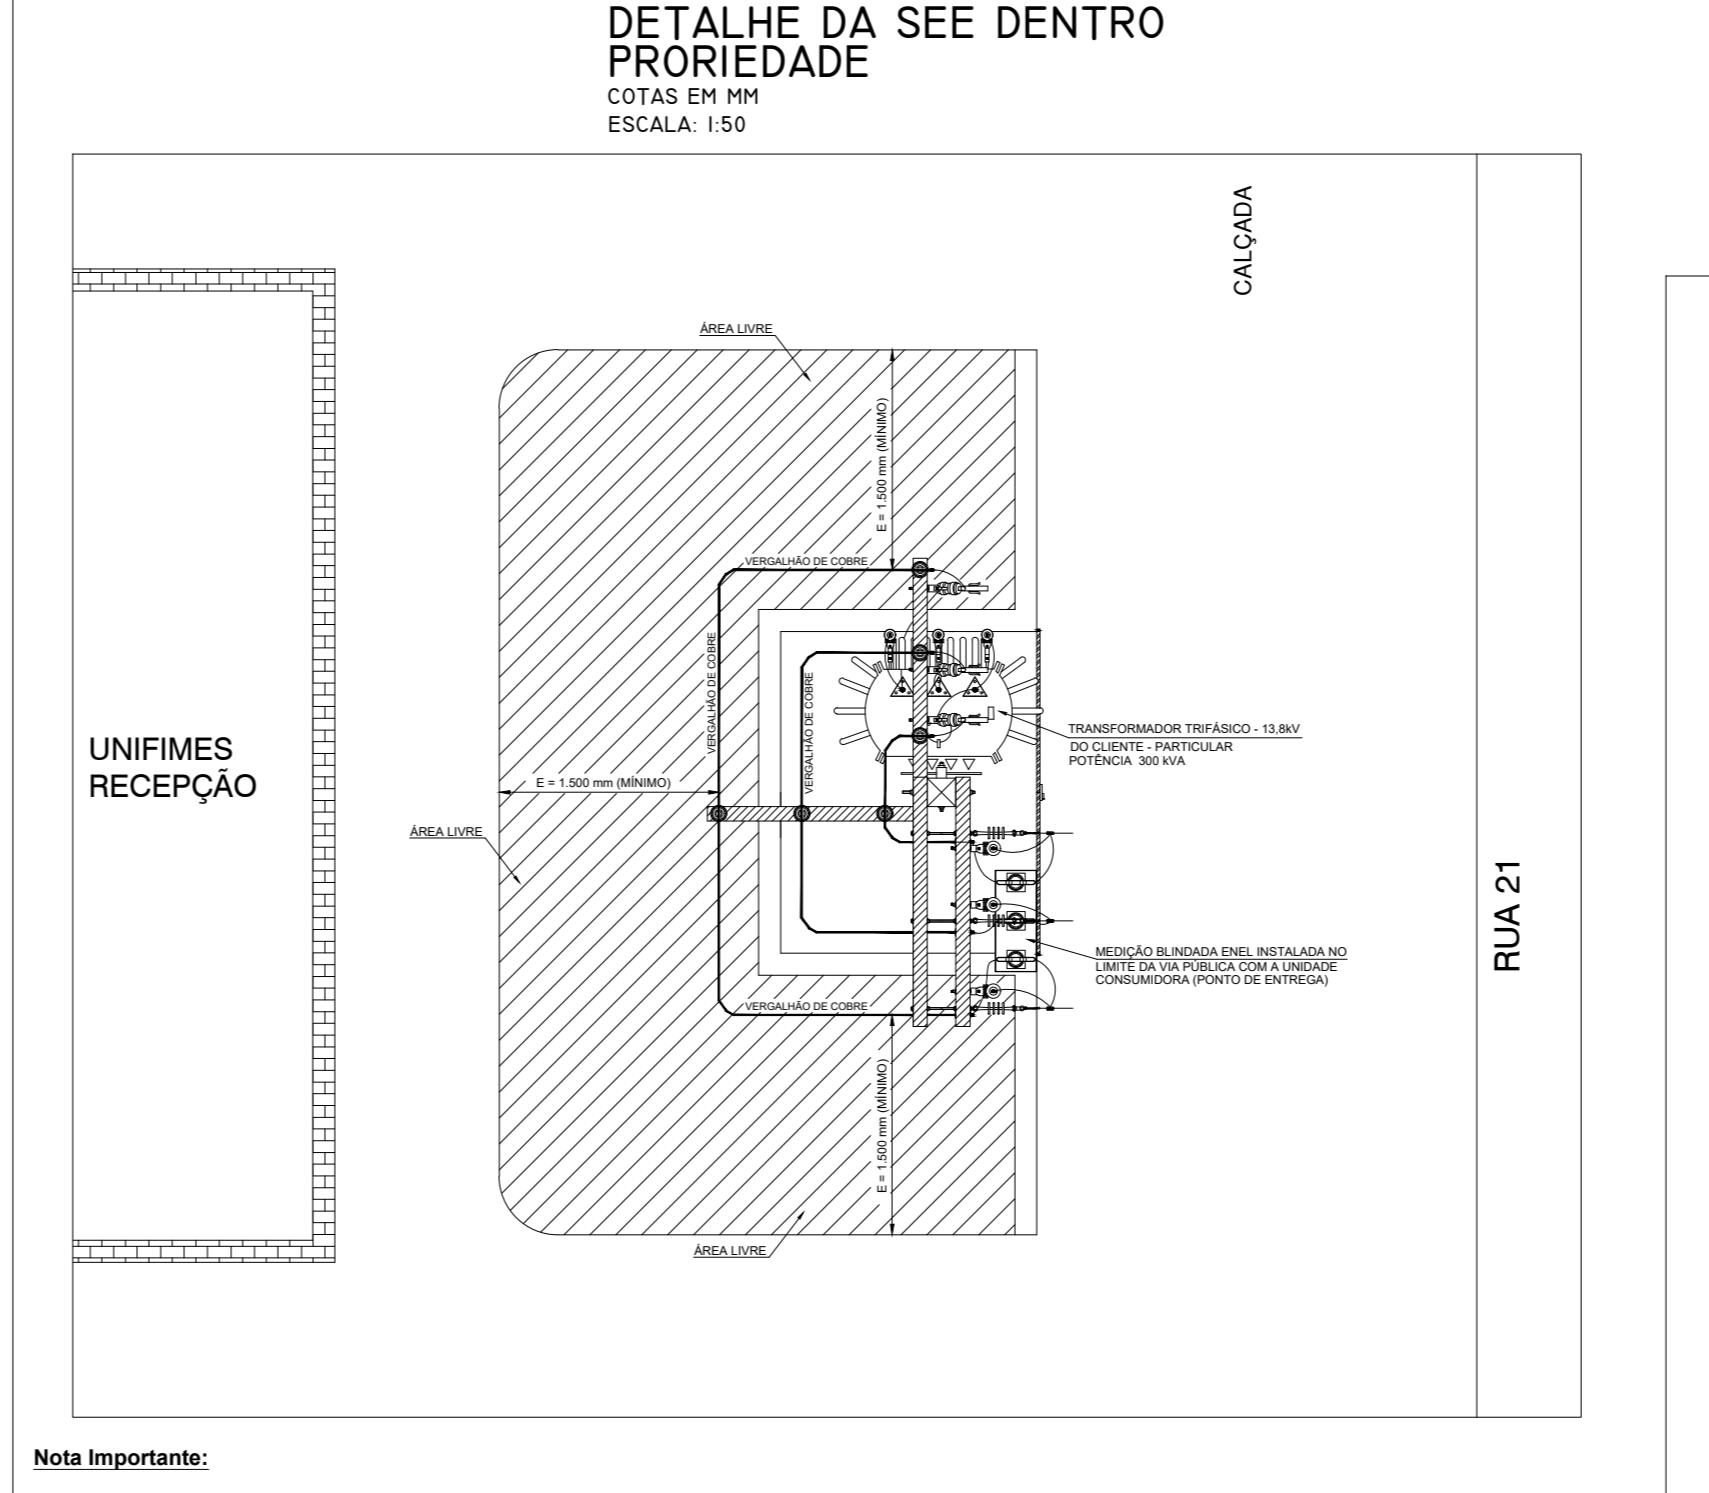 DETALHE DA SEE DENTRO
PRORIEDADE
COTAS EM MM
ESCALA: 1:50
CALÇADA
ÁREA LIVRE
E = 1.500 mm (MÍNIMO)
VERGALHÃO DE COBRE
VERGALHÃO DE COBRE
VERGALHÃO DE COBRE
TRANSFORMADOR TRIFÁSICO - 13,8kV
DO CLIENTE - PARTICULAR
POTÊNCIA 300 kVA
UNIFIMES
RECEPÇÃO
E = 1.500 mm (MÍNIMO)
ÁREA LIVRE
RUA 21
MEDIÇÃO BLINDADA ENEL INSTALADA NO
LIMITE DA VIA PÚBLICA COM A UNIDADE
CONSUMIDORA (PONTO DE ENTREGA)
VERGALHÃO DE COBRE
E = 1.500 mm (MÍNIMO)
ÁREA LIVRE
Nota Importante: